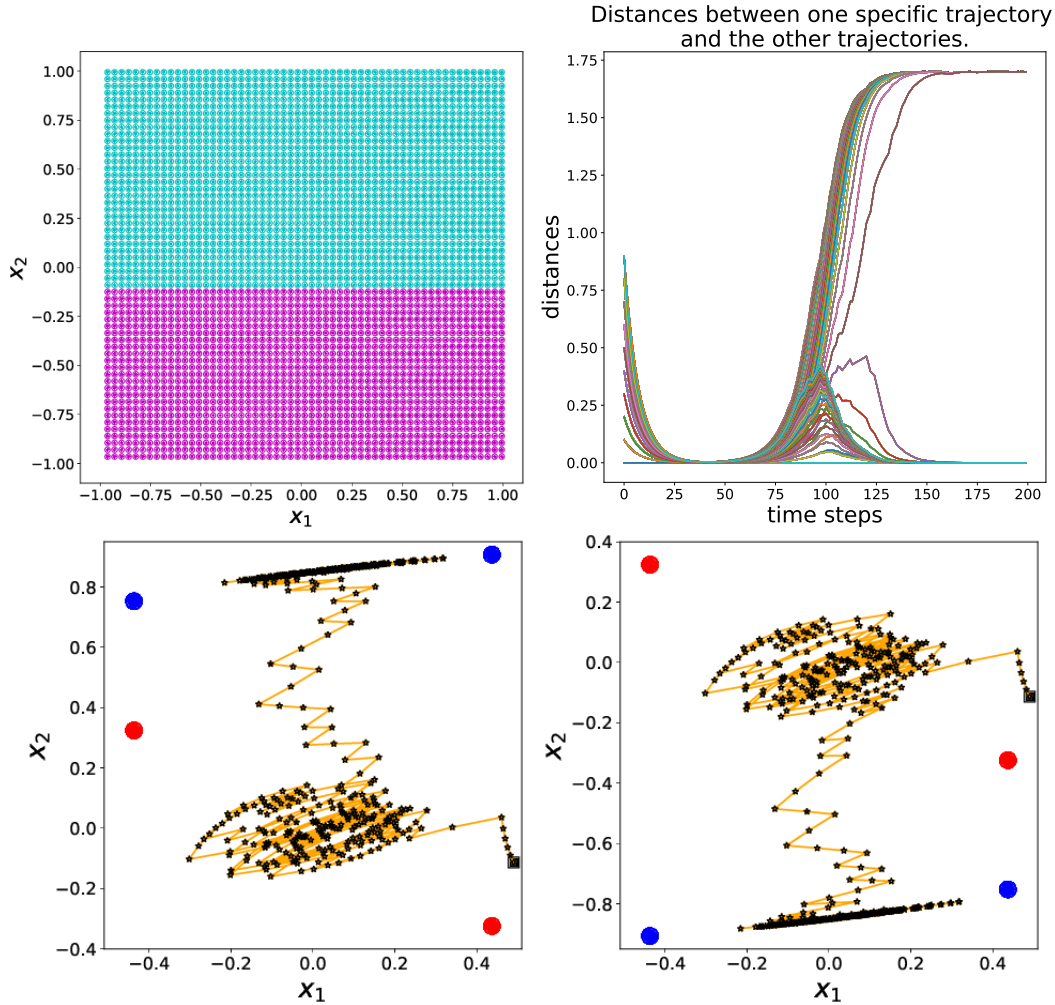 Distances between one specific trajectory
and the other trajectories.
1.00
0.75
0.50
0.25
0.00
−0.25
−0.50
−0.75
−1.00
x2
−1.00 −0.75 −0.50 −0.25 0.00 0.25 0.50 0.75 1.00
x1
1.75
1.50
1.25
1.00
0.75
0.50
0.25
0.00
distances
0 25 50 75 100 125 150 175 200
time steps
0.8
0.6
0.4
0.2
0.0
−0.2
−0.4
x2
−0.4 −0.2 0.0 0.2 0.4
x1
0.4
0.2
0.0
−0.2
−0.4
−0.6
−0.8
x2
−0.4 −0.2 0.0 0.2 0.4
x1